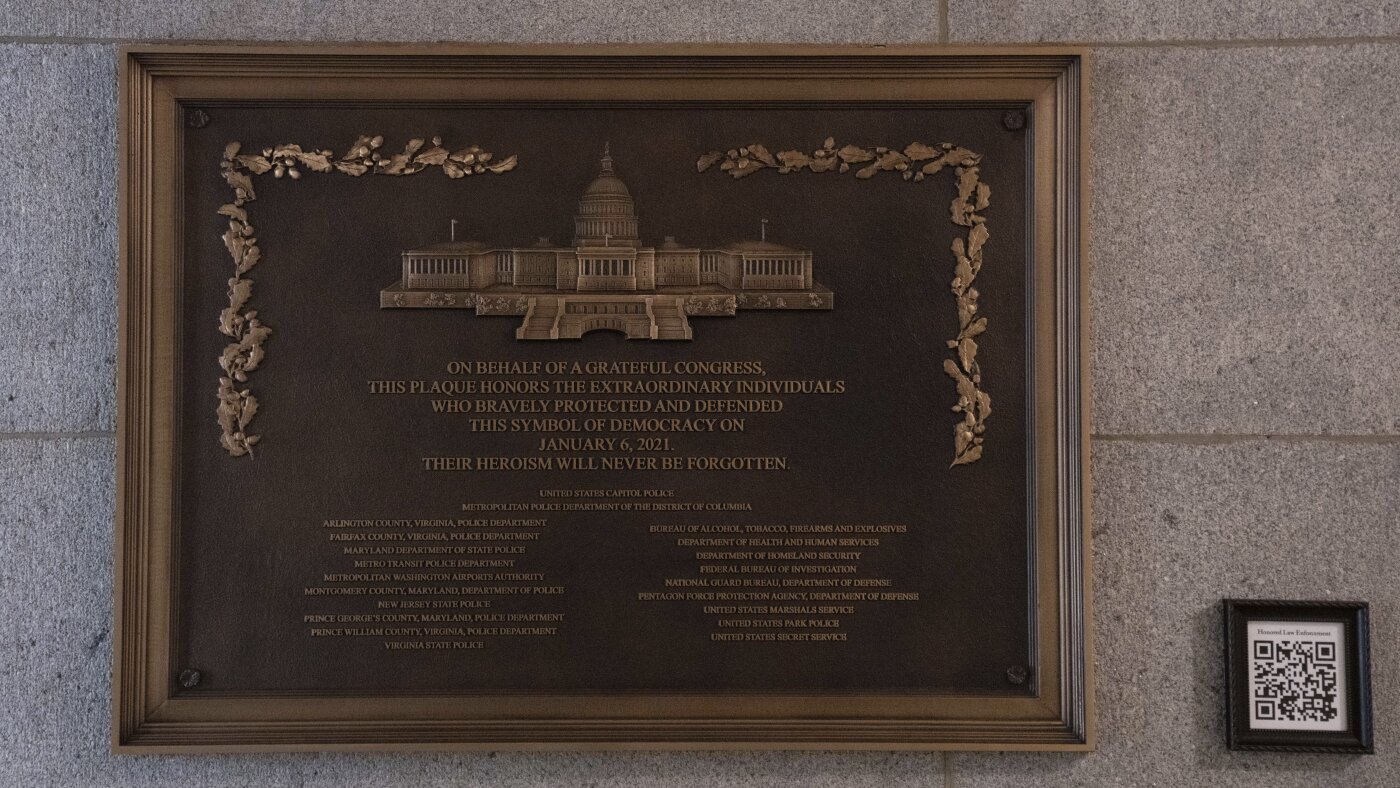 ON BEHALF OF A GRATEFUL CONGRESS,
THIS PLAQUE HONORS THE EXTRAORDINARY INDIVIDUALS
WHO BRAVELY PROTECTED AND DEFENDED
THIS SYMBOL OF DEMOCRACY ON
JANUARY 6, 2021.
THEIR HEROISM WILL NEVER BE FORGOTTEN.
UNITED STATES CAPITOL POLICE
METROPOLITAN POLICE DEPARTMENT OF THE DISTRICT OF COLUMBIA
ARLINGTON COUNTY, VIRGINIA, POLICE DEPARTMENT
FAIRFAX COUNTY, VIRGINIA, POLICE DEPARTMENT
MARYLAND DEPARTMENT OF STATE POLICE
METRO TRANSIT POLICE DEPARTMENT
METROPOLITAN WASHINGTON AIRPORTS AUTHORITY
MONTGOMERY COUNTY, MARYLAND, DEPARTMENT OF POLICE
NEW JERSEY STATE POLICE
PRINCE GEORGE'S COUNTY, MARYLAND, POLICE DEPARTMENT
PRINCE WILLIAM COUNTY, VIRGINIA, POLICE DEPARTMENT
VIRGINIA STATE POLICE
BUREAU OF ALCOHOL, TOBACCO, FIREARMS AND EXPLOSIVES
DEPARTMENT OF HEALTH AND HUMAN SERVICES
DEPARTMENT OF HOMELAND SECURITY
FEDERAL BUREAU OF INVESTIGATION
NATIONAL GUARD BUREAU, DEPARTMENT OF DEFENSE
PENTAGON FORCE PROTECTION AGENCY, DEPARTMENT OF DEFENSE
UNITED STATES MARSHALS SERVICE
UNITED STATES PARK POLICE
UNITED STATES SECRET SERVICE
Honored Law Enforcement